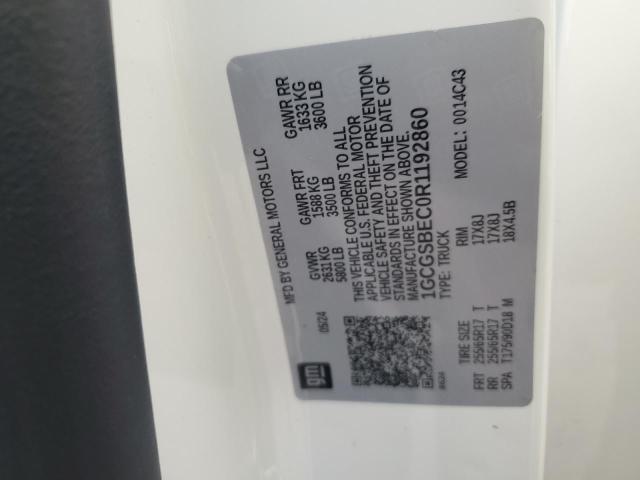 MFD BY GENERAL MOTORS LLC
gm
05/24
GVWR
2631 KG
5800 LB
GAWR FRT
1588 KG
3500 LB
GAWR RR
1633 KG
3600 LB
THIS VEHICLE CONFORMS TO ALL
APPLICABLE U.S. FEDERAL MOTOR
VEHICLE SAFETY AND THEFT PREVENTION
STANDARDS IN EFFECT ON THE DATE OF
MANUFACTURE SHOWN ABOVE.
1GCGSBEC0R1192860
TYPE: TRUCK
MODEL: 0014C43
TIRE SIZE RIM
FRT 255/65R17 T 17X8J
RR 255/65R17 T 17X8J
SPA T175/90D18 M 18X4.5B